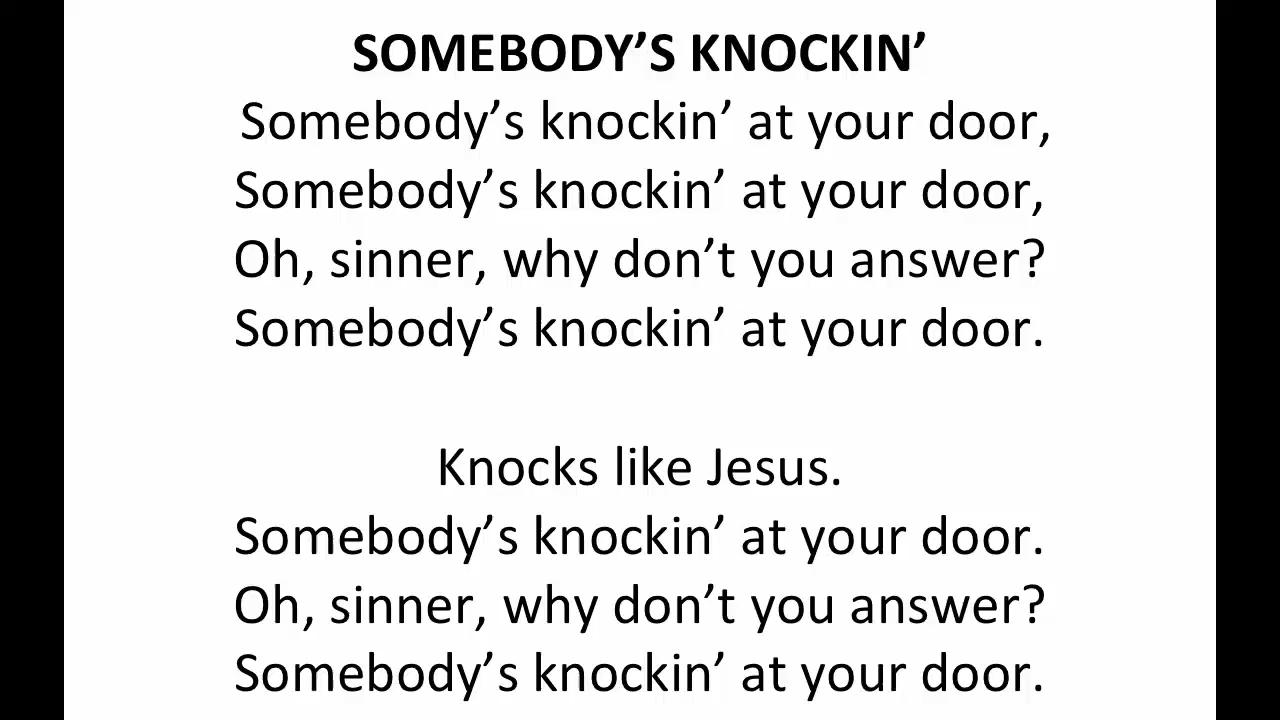 SOMEBODY’S KNOCKIN’
Somebody’s knockin’ at your door,
Somebody’s knockin’ at your door,
Oh, sinner, why don’t you answer?
Somebody’s knockin’ at your door.
Knocks like Jesus.
Somebody’s knockin’ at your door.
Oh, sinner, why don’t you answer?
Somebody’s knockin’ at your door.